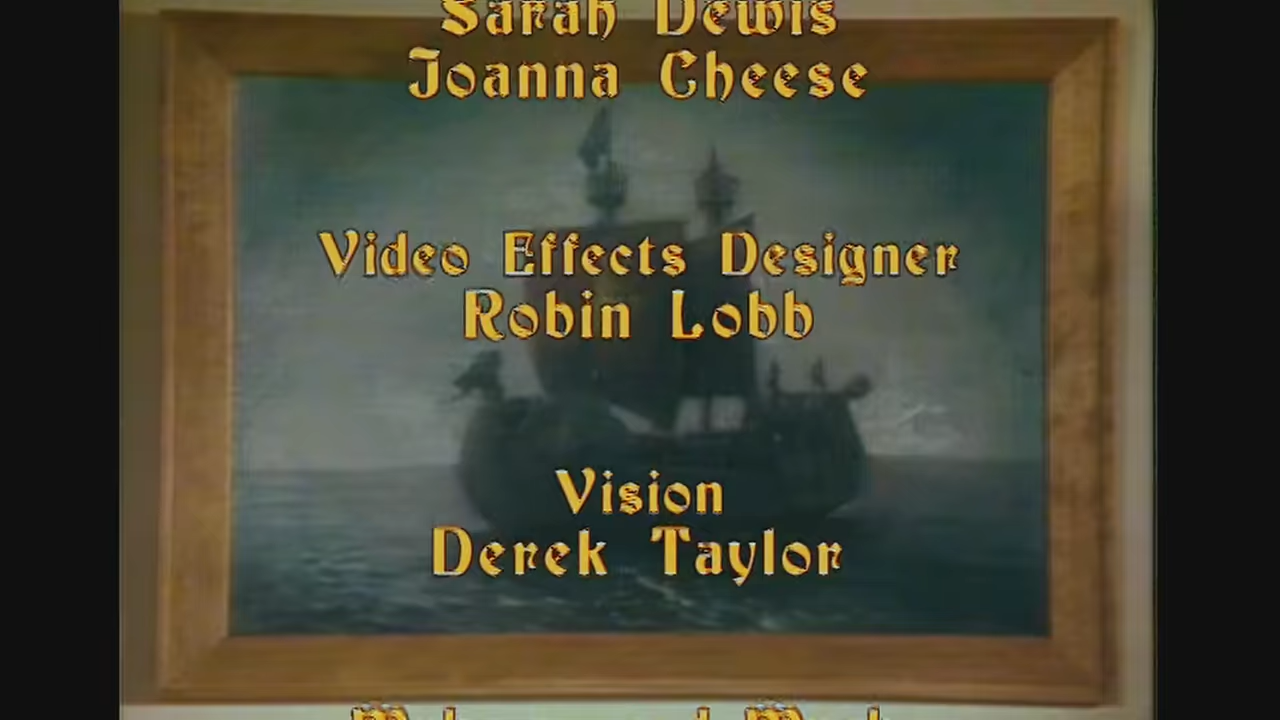 Sarah Dewis
Joanna Cheese
Video Effects Designer
Robin Lobb
Vision
Derek Taylor